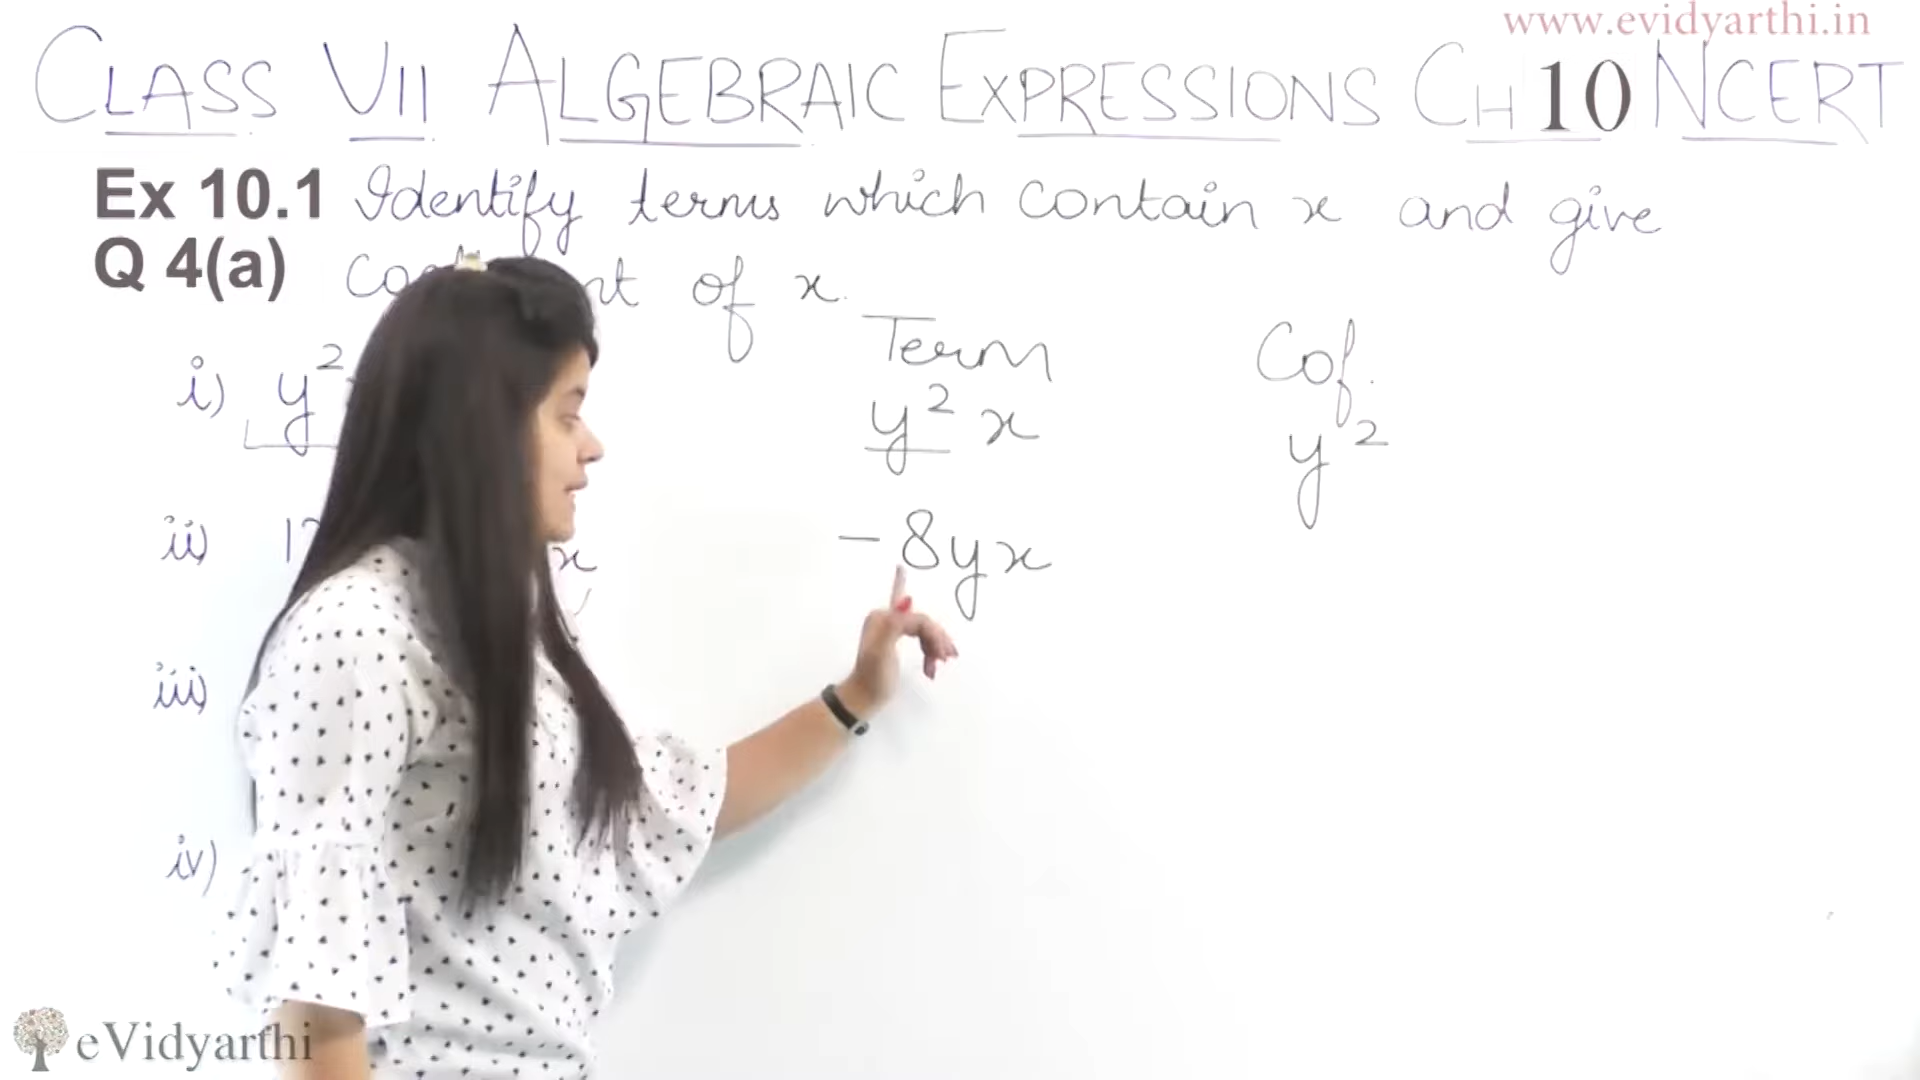 www.evidyarthi.in
CLASS VII ALGEBRAIC EXPRESSIONS CH 10 NCERT
Ex 10.1 Identify terms which contain x and give
Q 4(a) of x.
Term Cof.
i) y² y²x y²
ii) x -8yx
iii)
iv)
eVidyarthi